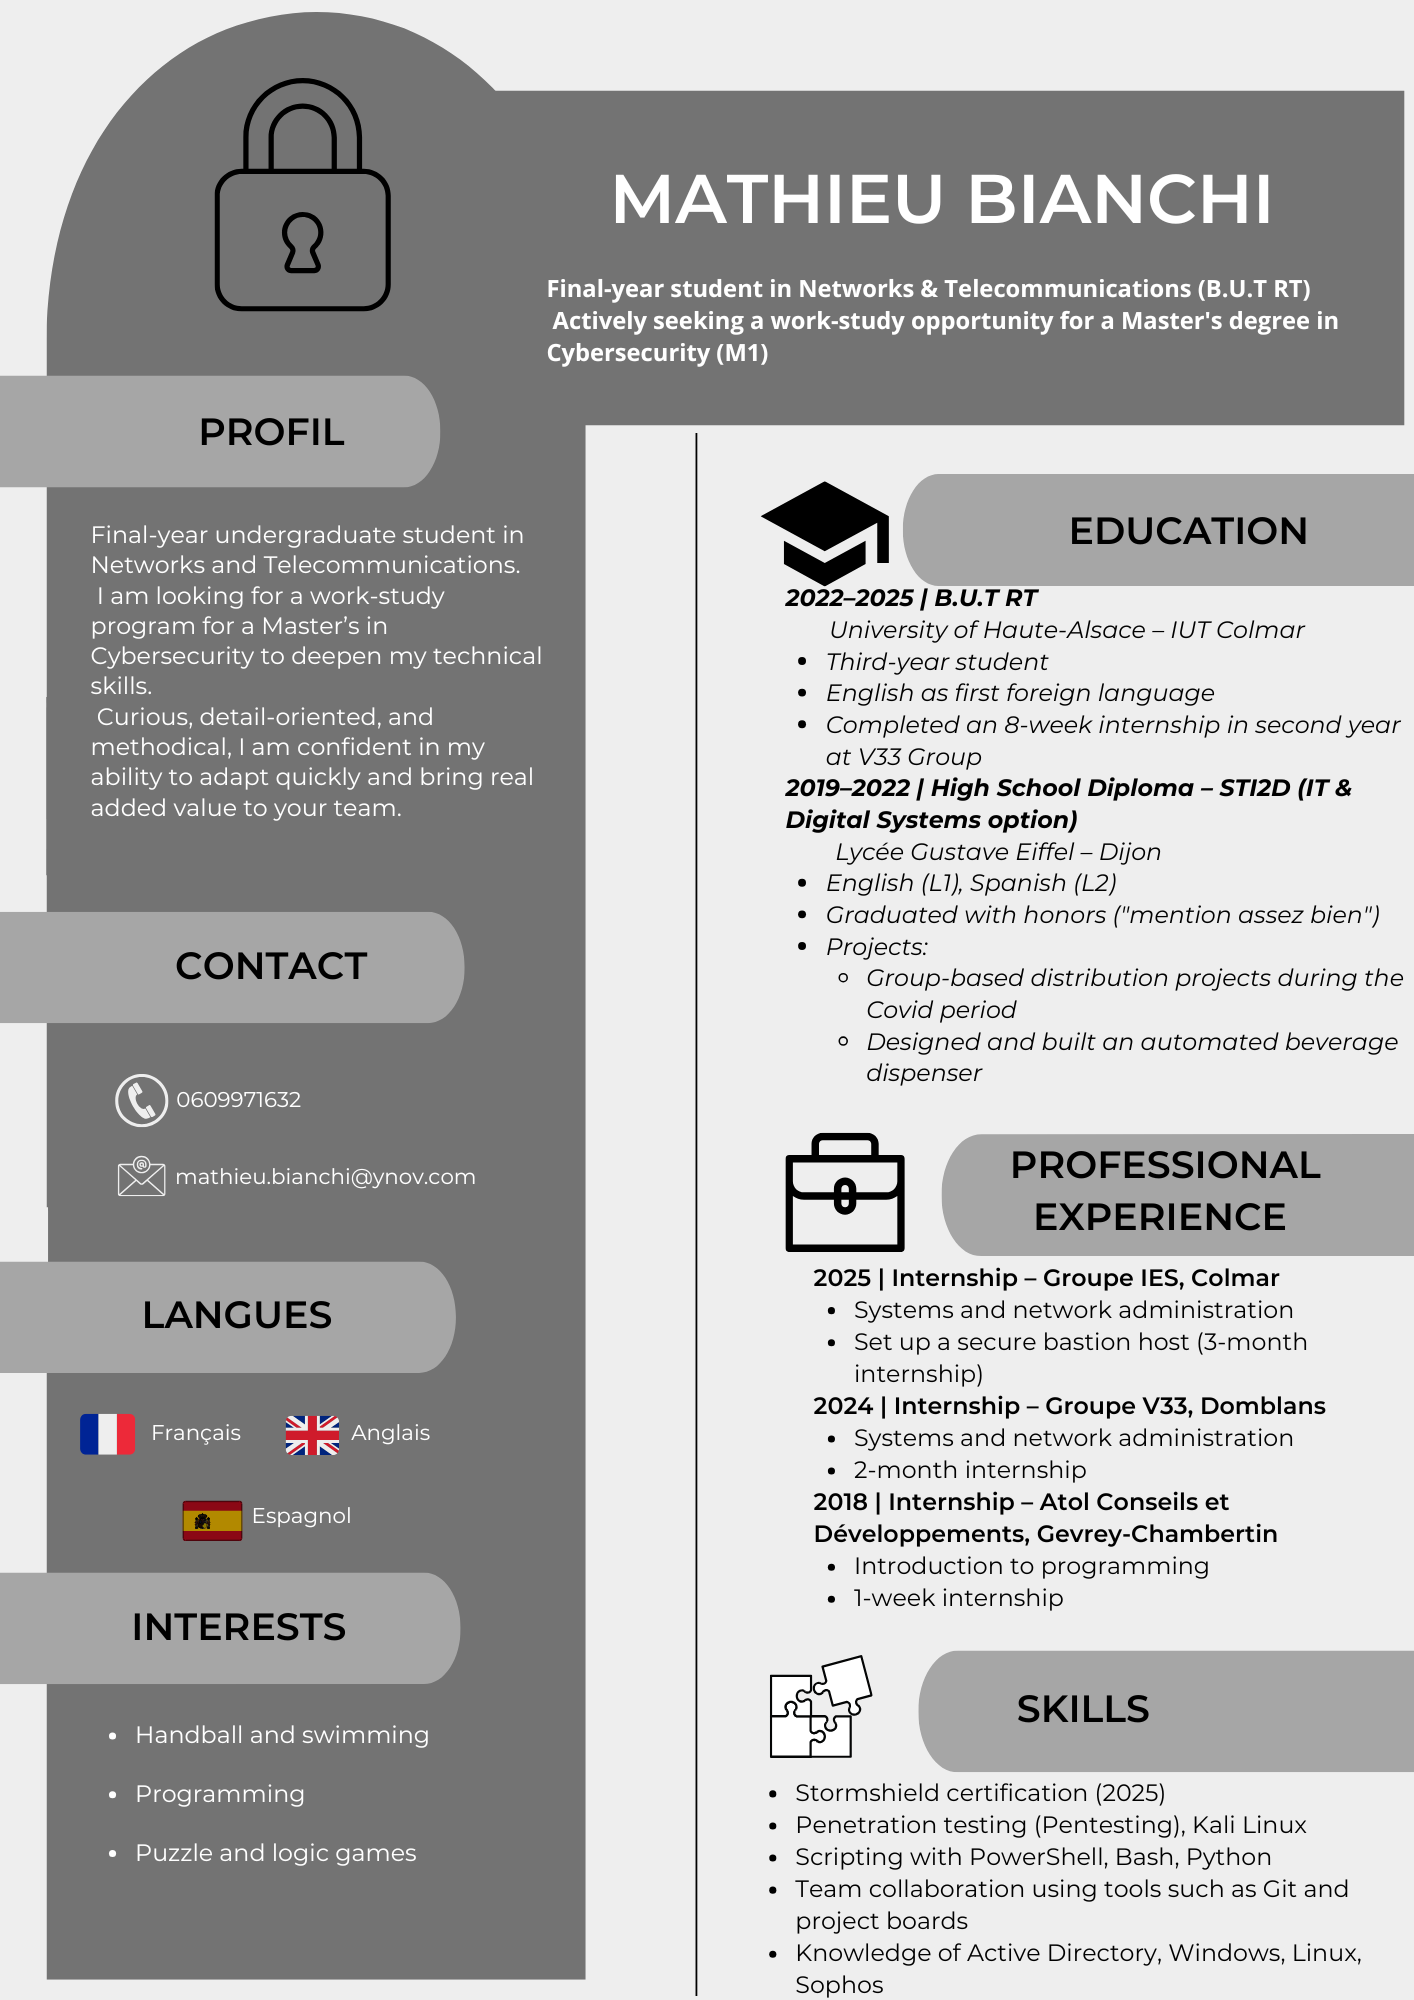 MATHIEU BIANCHI
Final-year student in Networks & Telecommunications (B.U.T RT)
Actively seeking a work-study opportunity for a Master's degree in
Cybersecurity (M1)
PROFIL
Final-year undergraduate student in
Networks and Telecommunications.
I am looking for a work-study
program for a Master’s in
Cybersecurity to deepen my technical
skills.
Curious, detail-oriented, and
methodical, I am confident in my
ability to adapt quickly and bring real
added value to your team.
CONTACT
0609971632
@
mathieu.bianchi@ynov.com
LANGUES
Français
Anglais
Espagnol
INTERESTS
• Handball and swimming
• Programming
• Puzzle and logic games
EDUCATION
2022–2025 | B.U.T RT
University of Haute-Alsace – IUT Colmar
• Third-year student
• English as first foreign language
• Completed an 8-week internship in second year
at V33 Group
2019–2022 | High School Diploma – STI2D (IT &
Digital Systems option)
Lycée Gustave Eiffel – Dijon
• English (L1), Spanish (L2)
• Graduated with honors ("mention assez bien")
• Projects:
◦ Group-based distribution projects during the
Covid period
◦ Designed and built an automated beverage
dispenser
PROFESSIONAL
EXPERIENCE
2025 | Internship – Groupe IES, Colmar
• Systems and network administration
• Set up a secure bastion host (3-month
internship)
2024 | Internship – Groupe V33, Domblans
• Systems and network administration
• 2-month internship
2018 | Internship – Atol Conseils et
Développements, Gevrey-Chambertin
• Introduction to programming
• 1-week internship
SKILLS
• Stormshield certification (2025)
• Penetration testing (Pentesting), Kali Linux
• Scripting with PowerShell, Bash, Python
• Team collaboration using tools such as Git and
project boards
• Knowledge of Active Directory, Windows, Linux,
Sophos